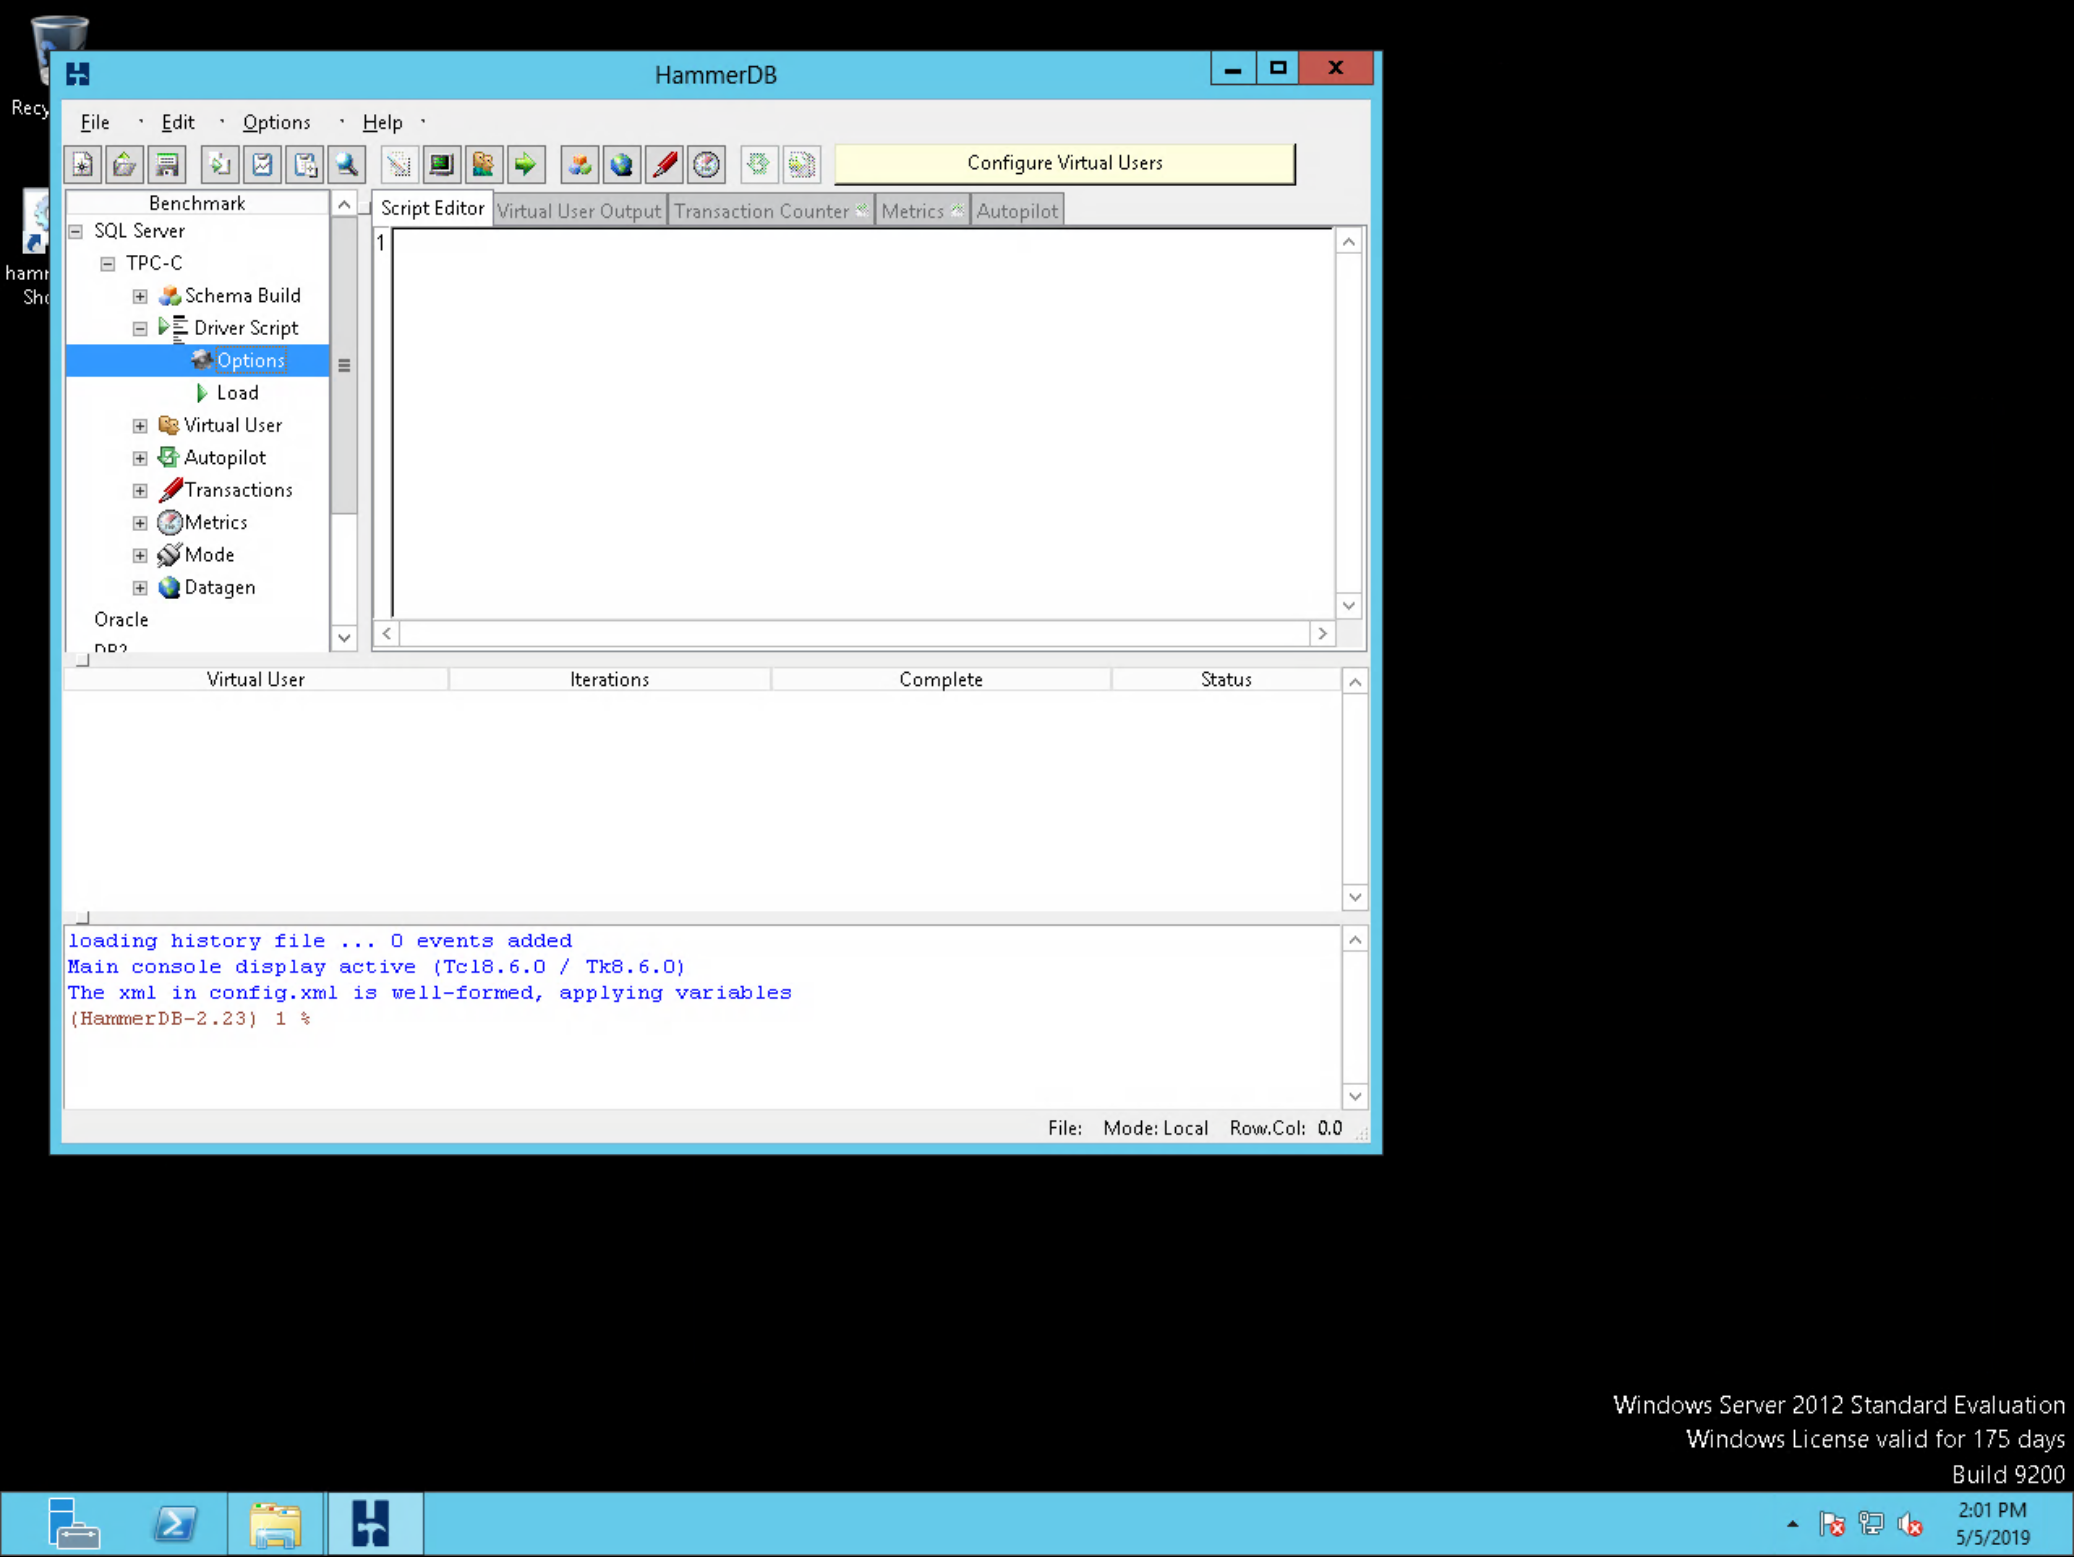 Recy
hamm
Sho
HammerDB
File Edit Options Help
Configure Virtual Users
Benchmark
SQL Server
TPC-C
Schema Build
Driver Script
Options
Load
Virtual User
Autopilot
Transactions
Metrics
Mode
Datagen
Oracle
DB2
Script Editor Virtual User Output Transaction Counter Metrics Autopilot
1
Virtual User Iterations Complete Status
loading history file ... 0 events added
Main console display active (Tcl8.6.0 / Tk8.6.0)
The xml in config.xml is well-formed, applying variables
(HammerDB-2.23) 1 %
File: Mode: Local Row.Col: 0.0
Windows Server 2012 Standard Evaluation
Windows License valid for 175 days
Build 9200
2:01 PM
5/5/2019